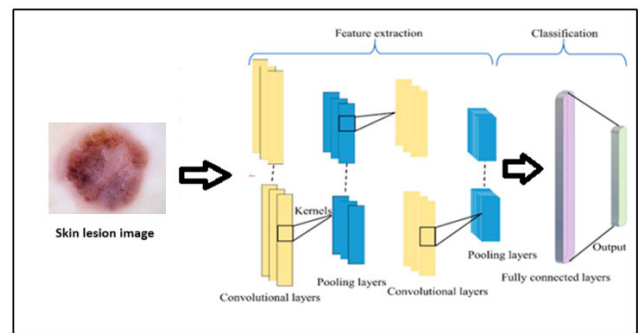 Feature extraction
Classification
Kernels
Skin lesion image
Output
Pooling layers
Pooling layers
Fully connected layers
Convolutional layers
Convolutional layers